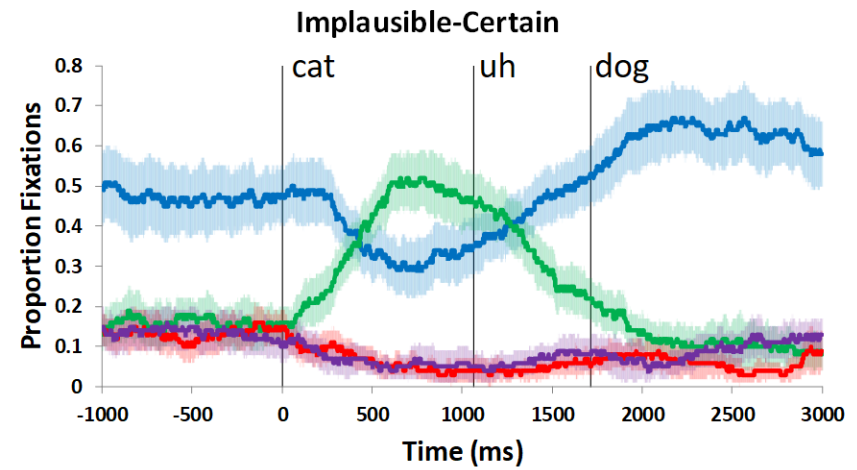 Implausible-Certain
cat uh dog
0.8
0.7
0.6
0.5
0.4
0.3
0.2
0.1
0
Proportion Fixations
-1000 -500 0 500 1000 1500 2000 2500 3000
Time (ms)